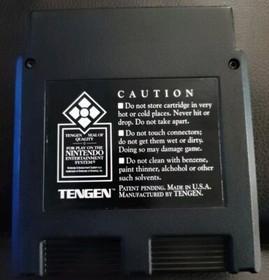 CAUTION
■ Do not store cartridge in very
hot or cold places. Never hit or
drop. Do not take apart.
■ Do not touch connectors;
do not get them wet or dirty.
Doing so may damage game.
■ Do not clean with benzene,
paint thinner, alcohol or other
such solvents.
TENGEN SEAL OF
QUALITY
FOR PLAY ON THE
NINTENDO
ENTERTAINMENT
SYSTEM®
TENGEN™
PATENT PENDING. MADE IN U.S.A.
MANUFACTURED BY TENGEN.